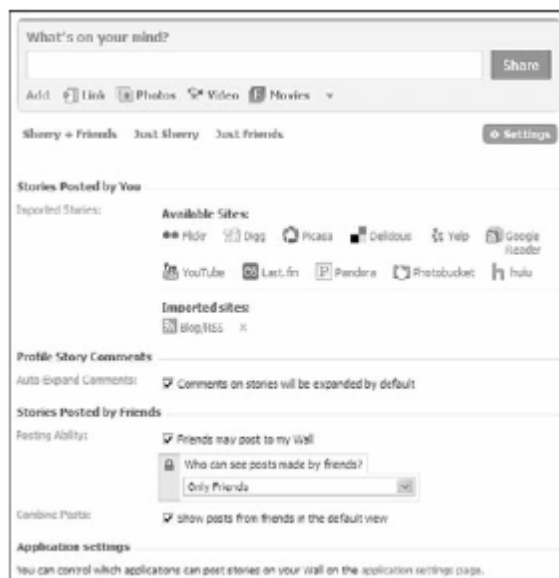 What's on your mind?
Share
Add: Link Photos Video Movies
Sherry + Friends Just Sherry Just Friends Settings
Stories Posted by You
Imported Stories: Available Sites:
Flickr Digg Picasa Delicious Yelp Google Reader
YouTube Last.fm Pandora Photobucket hulu
Imported sites:
Blog/RSS x
Profile Story Comments
Auto-Expand Comments: Comments on stories will be expanded by default
Stories Posted by Friends
Posting Ability: Friends may post to my Wall
Who can see posts made by friends?
Only Friends
Combine Posts: Show posts from friends in the default view
Application settings
You can control which applications can post stories on your Wall on the application settings page.